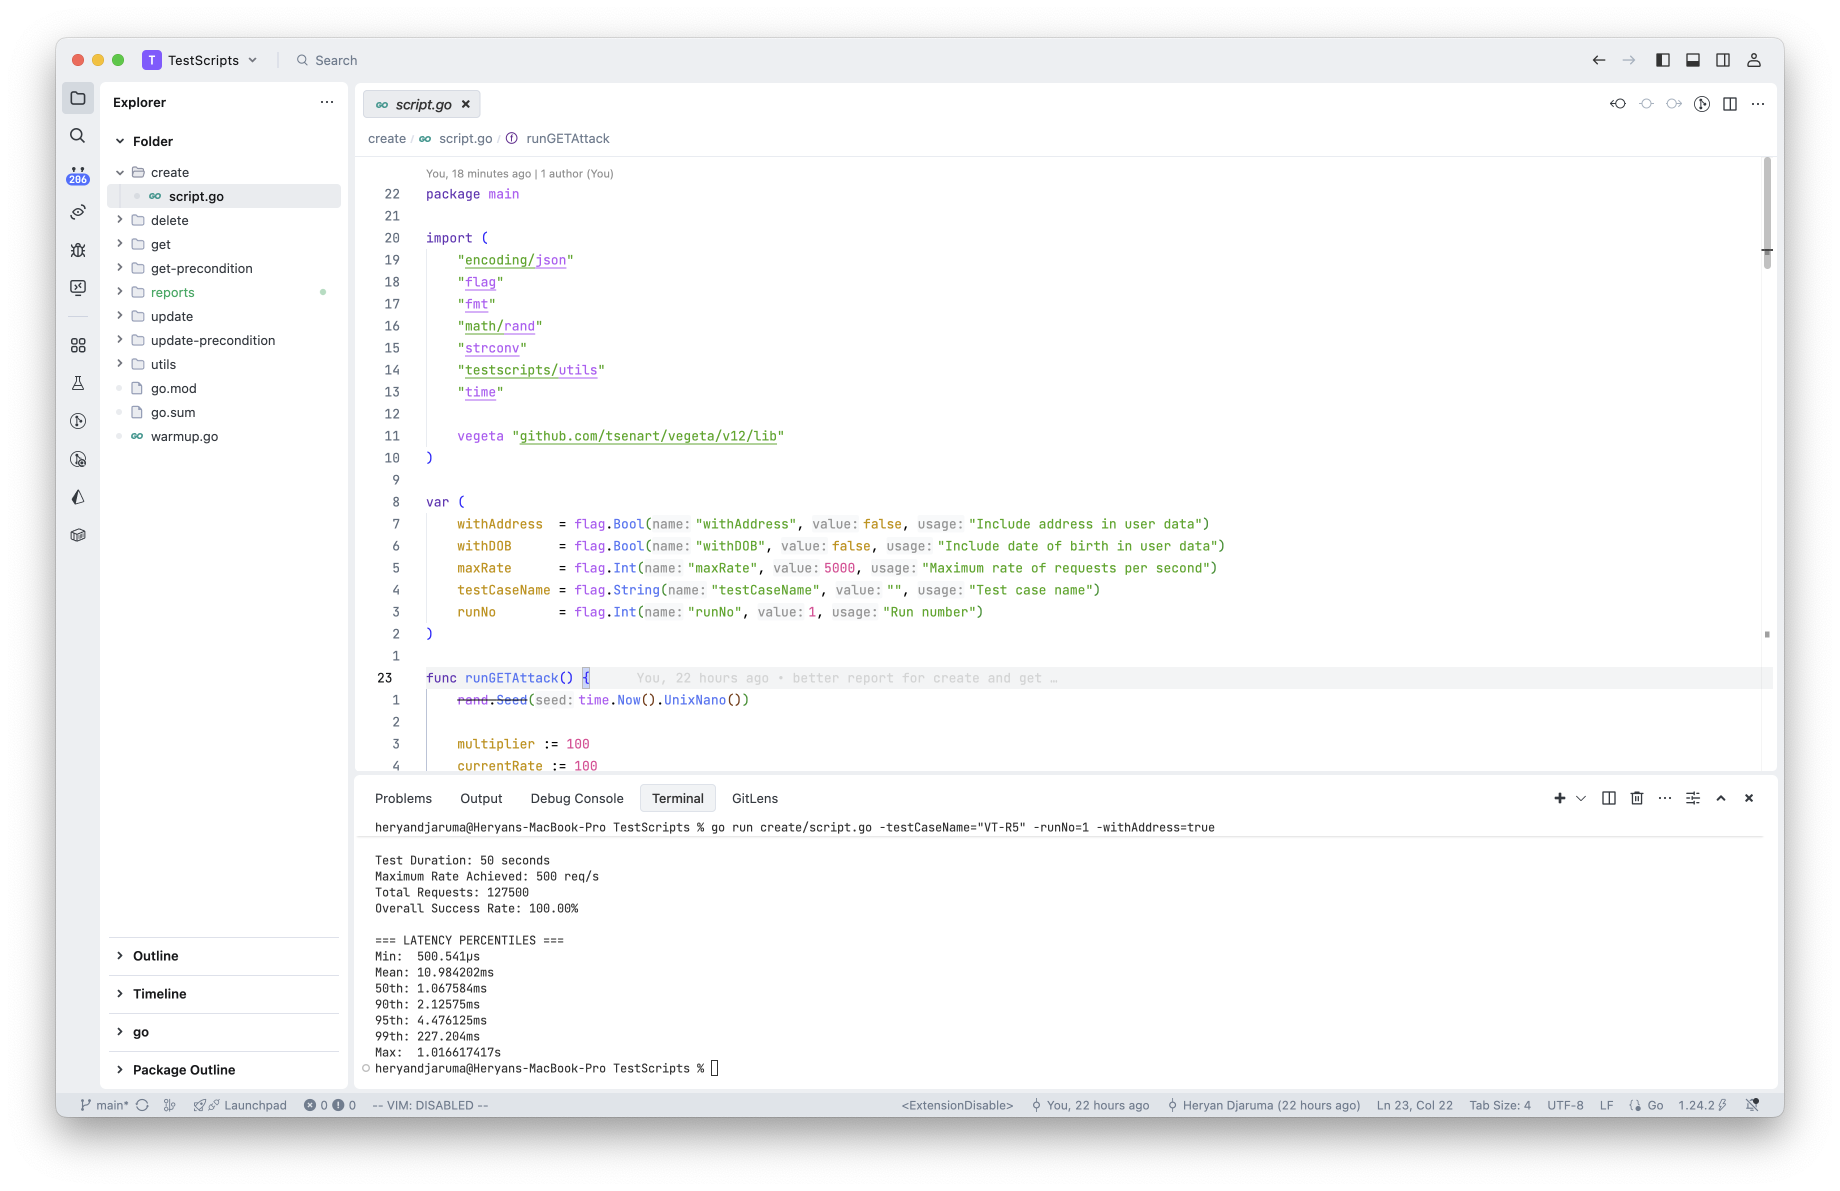 T TestScripts
Search
Explorer
Folder
create
script.go
delete
get
get-precondition
reports
update
update-precondition
utils
go.mod
go.sum
warmup.go
Outline
Timeline
go
Package Outline
206
script.go
create / script.go / runGETAttack
You, 18 minutes ago | 1 author (You)
22 package main
21
20 import (
19 "encoding/json"
18 "flag"
17 "fmt"
16 "math/rand"
15 "strconv"
14 "testscripts/utils"
13 "time"
12
11 vegeta "github.com/tsenart/vegeta/v12/lib"
10 )
9
8 var (
7 withAddress = flag.Bool(name: "withAddress", value: false, usage: "Include address in user data")
6 withDOB = flag.Bool(name: "withDOB", value: false, usage: "Include date of birth in user data")
5 maxRate = flag.Int(name: "maxRate", value: 5000, usage: "Maximum rate of requests per second")
4 testCaseName = flag.String(name: "testCaseName", value: "", usage: "Test case name")
3 runNo = flag.Int(name: "runNo", value: 1, usage: "Run number")
2 )
1
23 func runGETAttack() { You, 22 hours ago • better report for create and get …
1 rand.Seed(seed: time.Now().UnixNano())
2
3 multiplier := 100
4 currentRate := 100
Problems Output Debug Console Terminal GitLens
heryandjaruma@Heryans-MacBook-Pro TestScripts % go run create/script.go -testCaseName="VT-R5" -runNo=1 -withAddress=true
Test Duration: 50 seconds
Maximum Rate Achieved: 500 req/s
Total Requests: 127500
Overall Success Rate: 100.00%
=== LATENCY PERCENTILES ===
Min: 500.541µs
Mean: 10.984202ms
50th: 1.067584ms
90th: 2.12575ms
95th: 4.476125ms
99th: 227.204ms
Max: 1.016617417s
heryandjaruma@Heryans-MacBook-Pro TestScripts %
main* Launchpad 0 0 -- VIM: DISABLED -- <ExtensionDisable> You, 22 hours ago Heryan Djaruma (22 hours ago) Ln 23, Col 22 Tab Size: 4 UTF-8 LF Go 1.24.2